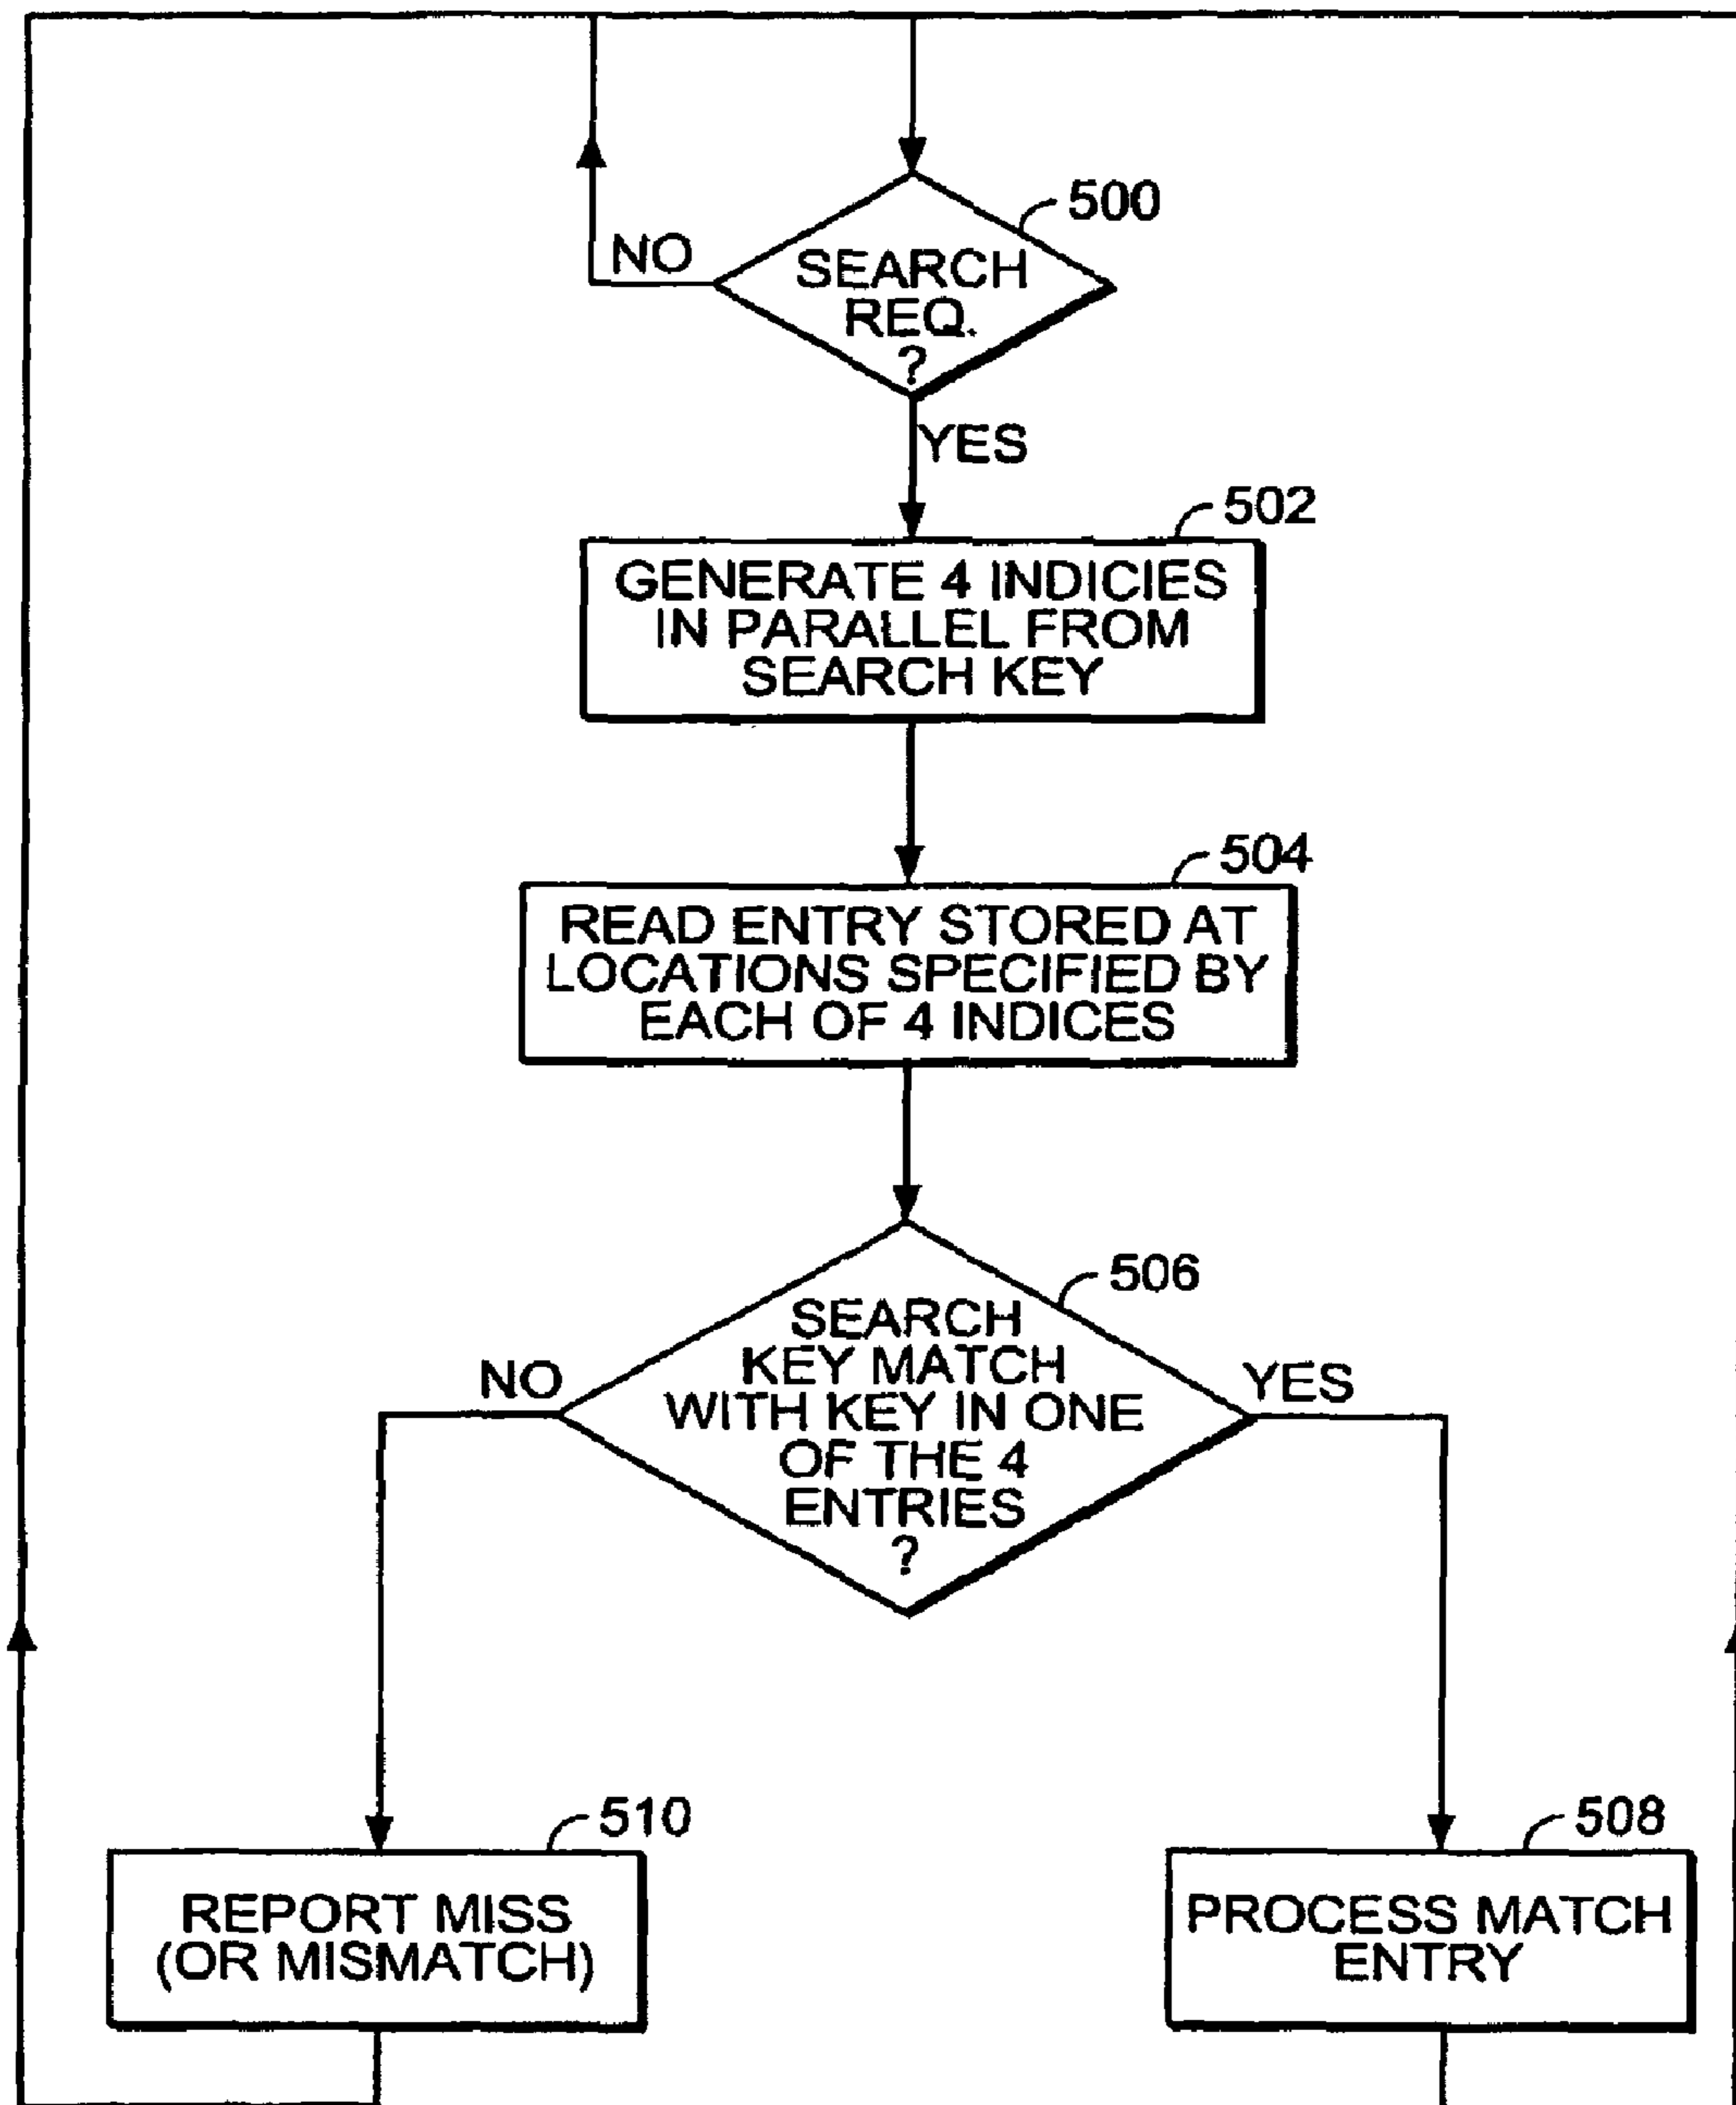 500
NO
SEARCH
REQ.
?
YES
502
GENERATE 4 INDICIES
IN PARALLEL FROM
SEARCH KEY
504
READ ENTRY STORED AT
LOCATIONS SPECIFIED BY
EACH OF 4 INDICES
506
SEARCH
KEY MATCH
WITH KEY IN ONE
OF THE 4
ENTRIES
?
NO
YES
510
REPORT MISS
(OR MISMATCH)
508
PROCESS MATCH
ENTRY